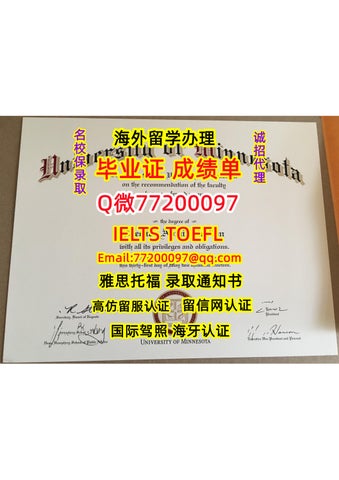 University of Minnesota
海外留学办理
名校保录取
诚招代理
毕业证 成绩单
on the recommendation of the faculty
Q微77200097
the degree of
IELTS TOEFL
with all its privileges and obligations.
Email:77200097@qq.com
雅思托福 录取通知书
高仿留服认证 留信网认证
国际驾照 海牙认证
UNIVERSITY OF MINNESOTA